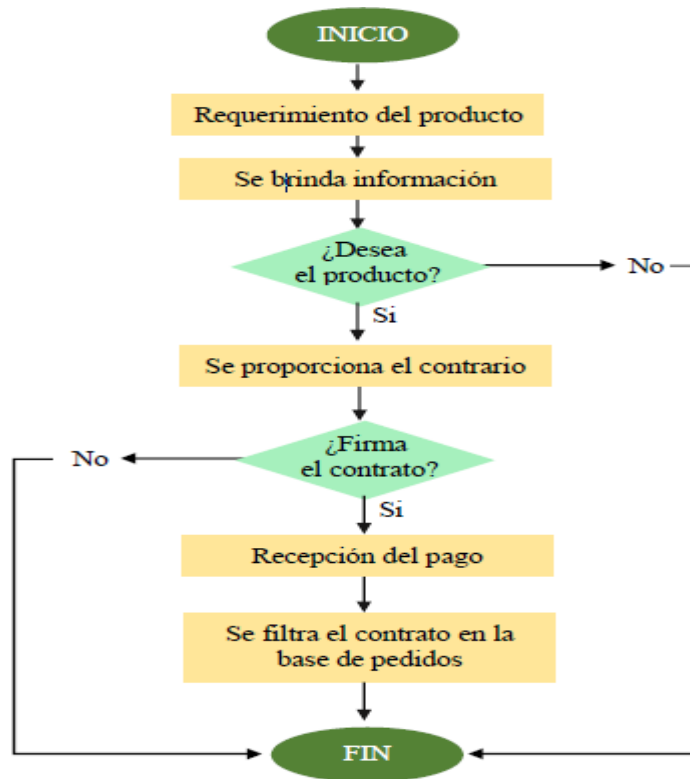 INICIO
Requerimiento del producto
Se brinda información
¿Desea
el producto?
No
Si
Se proporciona el contrario
¿Firma
el contrato?
No
Si
Recepción del pago
Se filtra el contrato en la
base de pedidos
FIN